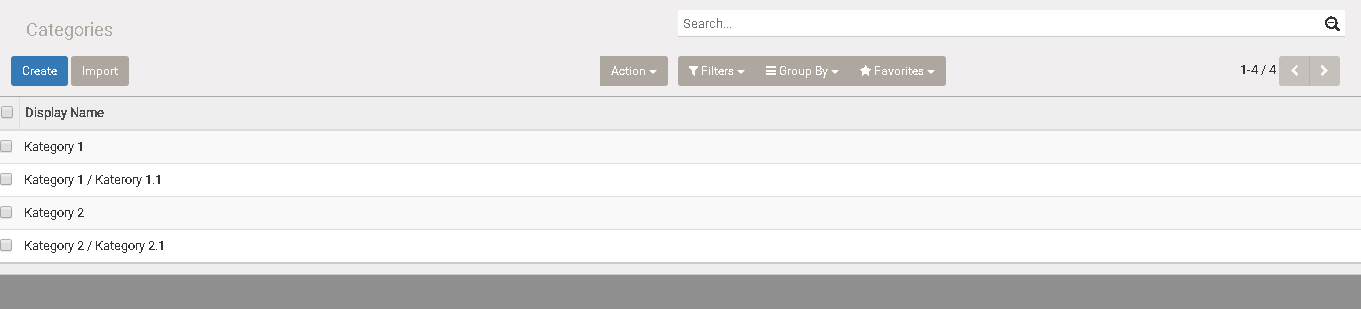 Categories
Search...
Create Import Action Filters Group By Favorites 1-4 / 4
Display Name
Kategory 1
Kategory 1 / Katerory 1.1
Kategory 2
Kategory 2 / Kategory 2.1